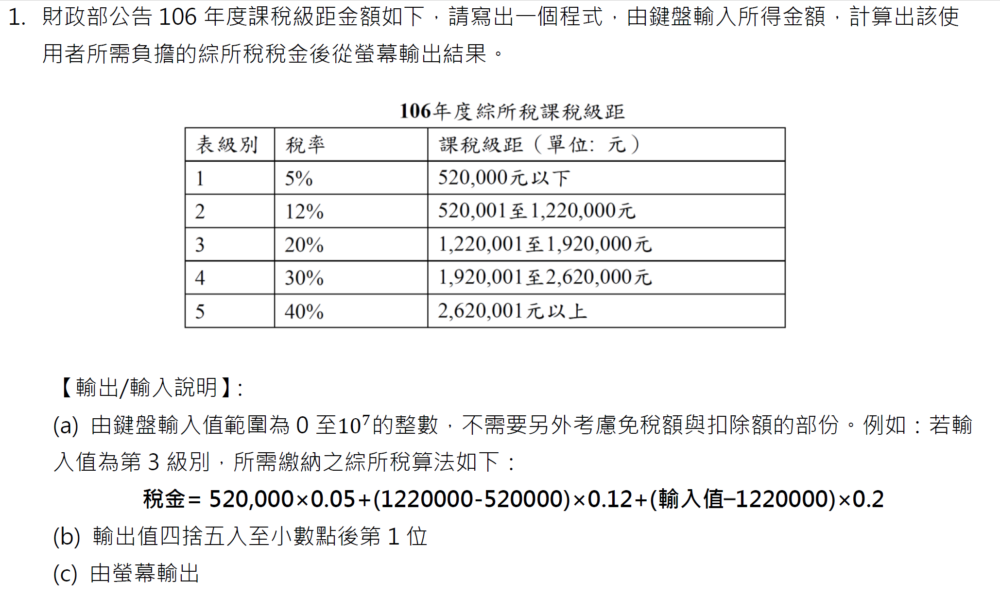 1. 財政部公告 106 年度課稅級距金額如下，請寫出一個程式，由鍵盤輸入所得金額，計算出該使
用者所需負擔的綜所稅稅金後從螢幕輸出結果。
106年度綜所稅課稅級距
表級別 稅率 課稅級距（單位: 元）
1 5% 520,000元以下
2 12% 520,001至1,220,000元
3 20% 1,220,001至1,920,000元
4 30% 1,920,001至2,620,000元
5 40% 2,620,001元以上
【輸出/輸入說明】:
(a) 由鍵盤輸入值範圍為 0 至10⁷的整數，不需要另外考慮免稅額與扣除額的部份。例如：若輸
入值為第 3 級別，所需繳納之綜所稅算法如下：
稅金= 520,000×0.05+(1220000-520000)×0.12+(輸入值–1220000)×0.2
(b) 輸出值四捨五入至小數點後第 1 位
(c) 由螢幕輸出